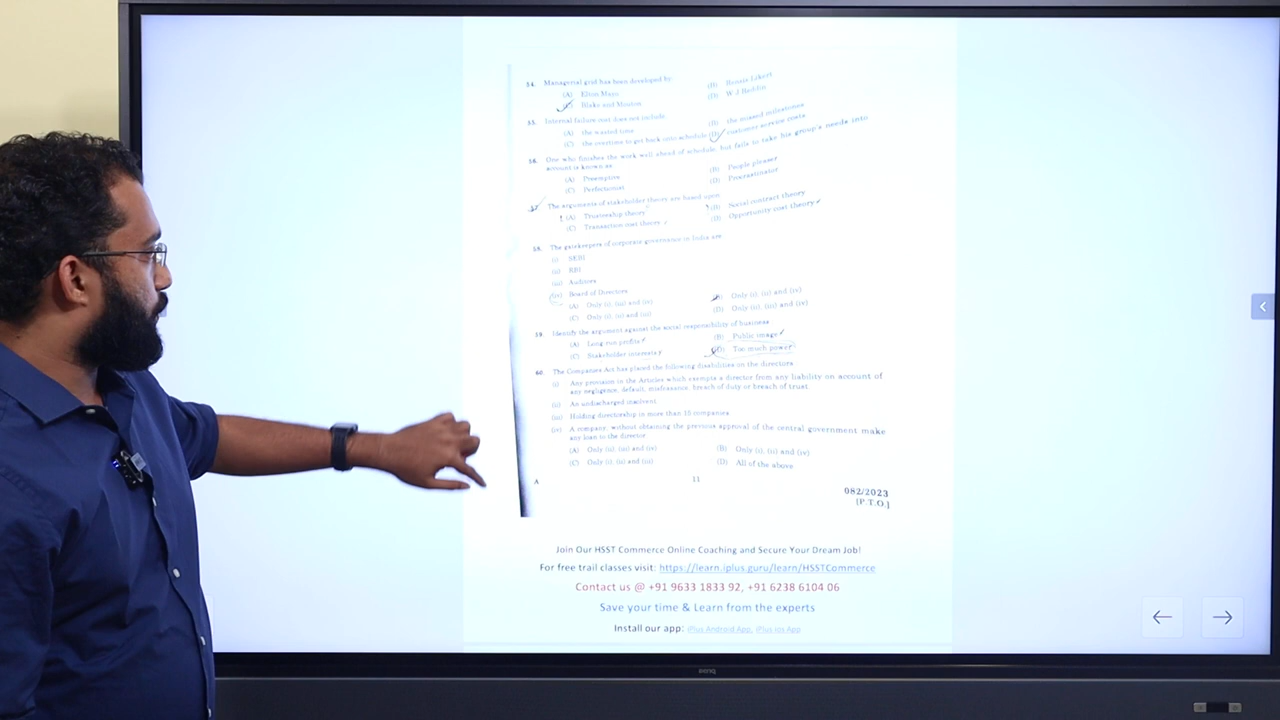 54. Managerial grid has been developed by
(A) Elton Mayo (B) Rensis Likert
(C) Blake and Mouton (D) W J Reddin
55. Internal failure cost does not include
(A) the wasted time (B) the missed milestones
(C) the overtime to get back onto schedule (D) customer service costs
56. One who finishes the work well ahead of schedule, but fails to take his group's needs into
account is known as
(A) Preemptive (B) People pleaser
(C) Perfectionist (D) Procrastinator
57. The arguments of stakeholder theory are based upon
(A) Trusteeship theory (B) Social contract theory
(C) Transaction cost theory (D) Opportunity cost theory
58. The gatekeepers of corporate governance in India are
(i) SEBI
(ii) RBI
(iii) Auditors
(iv) Board of Directors
(A) Only (i), (iii) and (iv) (B) Only (i), (ii) and (iv)
(C) Only (i), (ii) and (iii) (D) Only (ii), (iii) and (iv)
59. Identify the argument against the social responsibility of business
(A) Long run profits (B) Public image
(C) Stakeholder interests (D) Too much power
60. The Companies Act has placed the following disabilities on the directors
(i) Any provision in the Articles which exempts a director from any liability on account of
any negligence, default, misfeasance, breach of duty or breach of trust
(ii) An undischarged insolvent
(iii) Holding directorship in more than 15 companies
(iv) A company, without obtaining the previous approval of the central government make
any loan to the director
(A) Only (ii), (iii) and (iv) (B) Only (i), (ii) and (iv)
(C) Only (i), (ii) and (iii) (D) All of the above
A 11
082/2023
[P.T.O.]
Join Our HSST Commerce Online Coaching and Secure Your Dream Job!
For free trail classes visit: https://learn.iplus.guru/learn/HSSTCommerce
Contact us @ +91 9633 1833 92, +91 6238 6104 06
Save your time & Learn from the experts
Install our app: iPlus Android App, iPlus ios App
BenQ